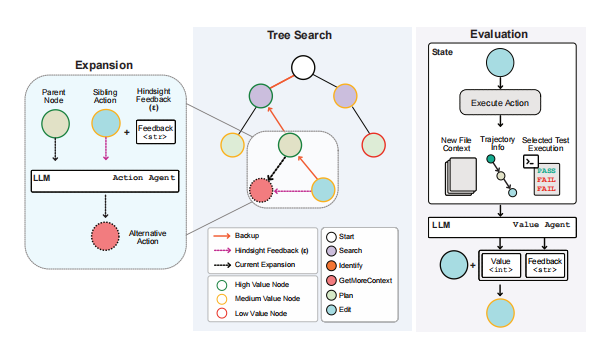 Expansion
Parent
Node
Sibling
Action
Hindsight
Feedback
(ε)
+
Feedback
<str>
LLM
Action Agent
Alternative
Action
Tree Search
Backup
Hindsight Feedback (ε)
Current Expansion
High Value Node
Medium Value Node
Low Value Node
Start
Search
Identify
GetMoreContext
Plan
Edit
Evaluation
State
Execute Action
New File
Context
Trajectory
Info
Selected Test
Execution
PASS
FAIL
FAIL
LLM
Value Agent
+
Value
<int>
Feedback
<str>